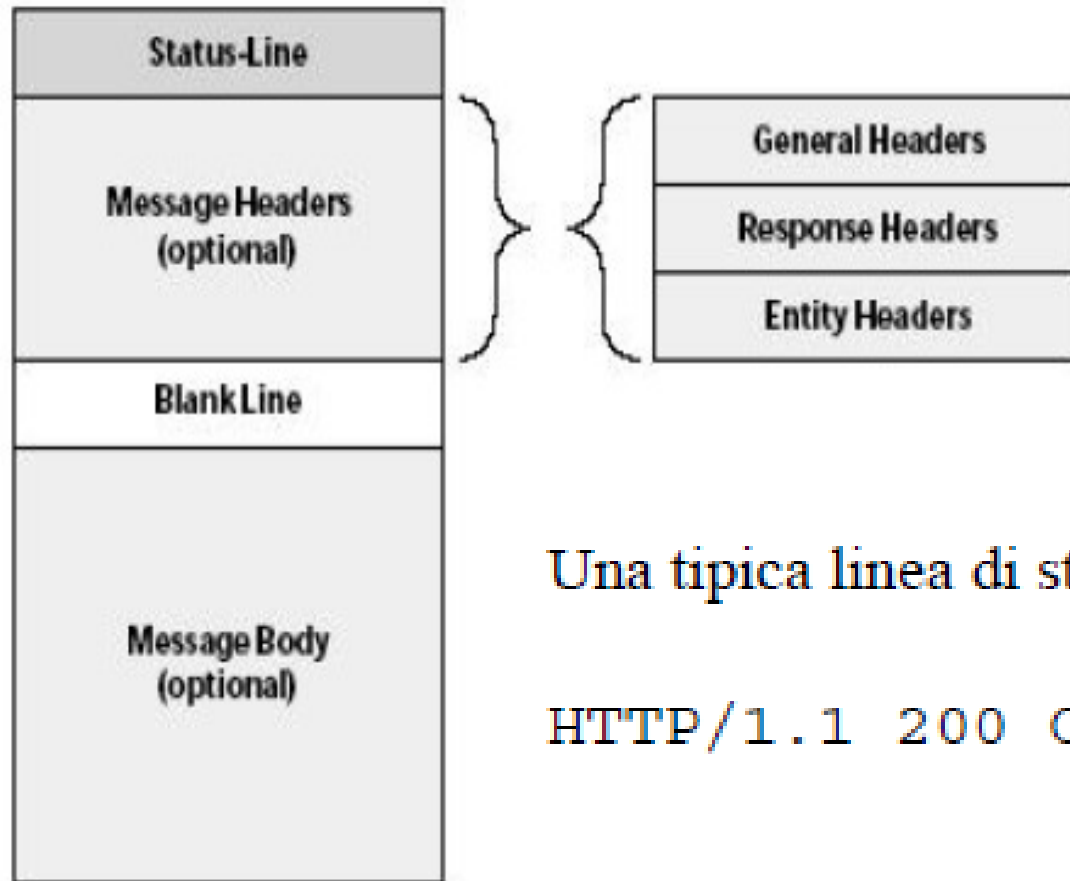 Status-Line
Message Headers
(optional)
General Headers
Response Headers
Entity Headers
Blank Line
Message Body
(optional)
Una tipica linea di
HTTP/1.1 200